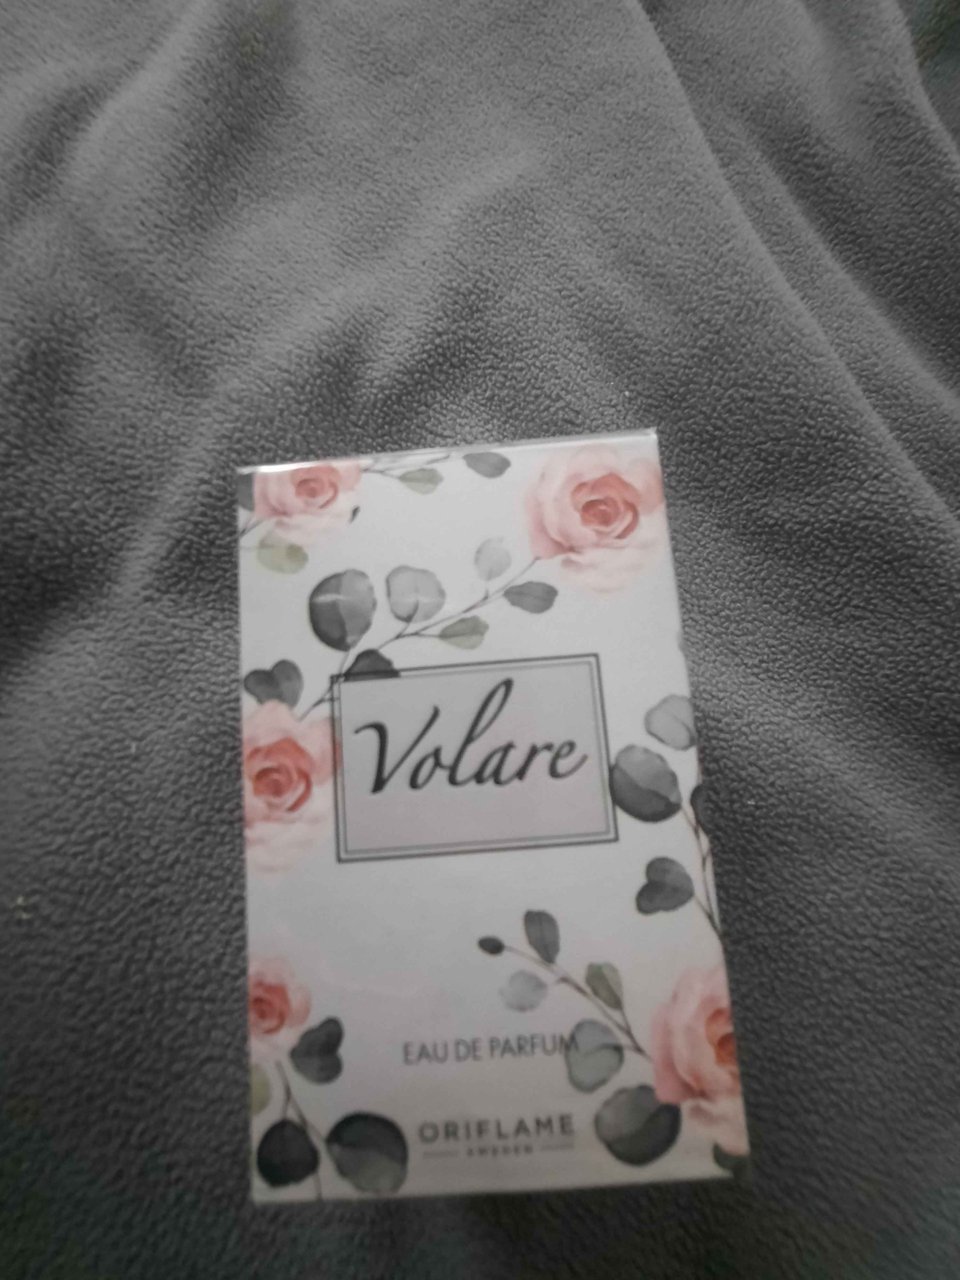 Volare
EAU DE PARFUM
ORIFLAME
SWEDEN